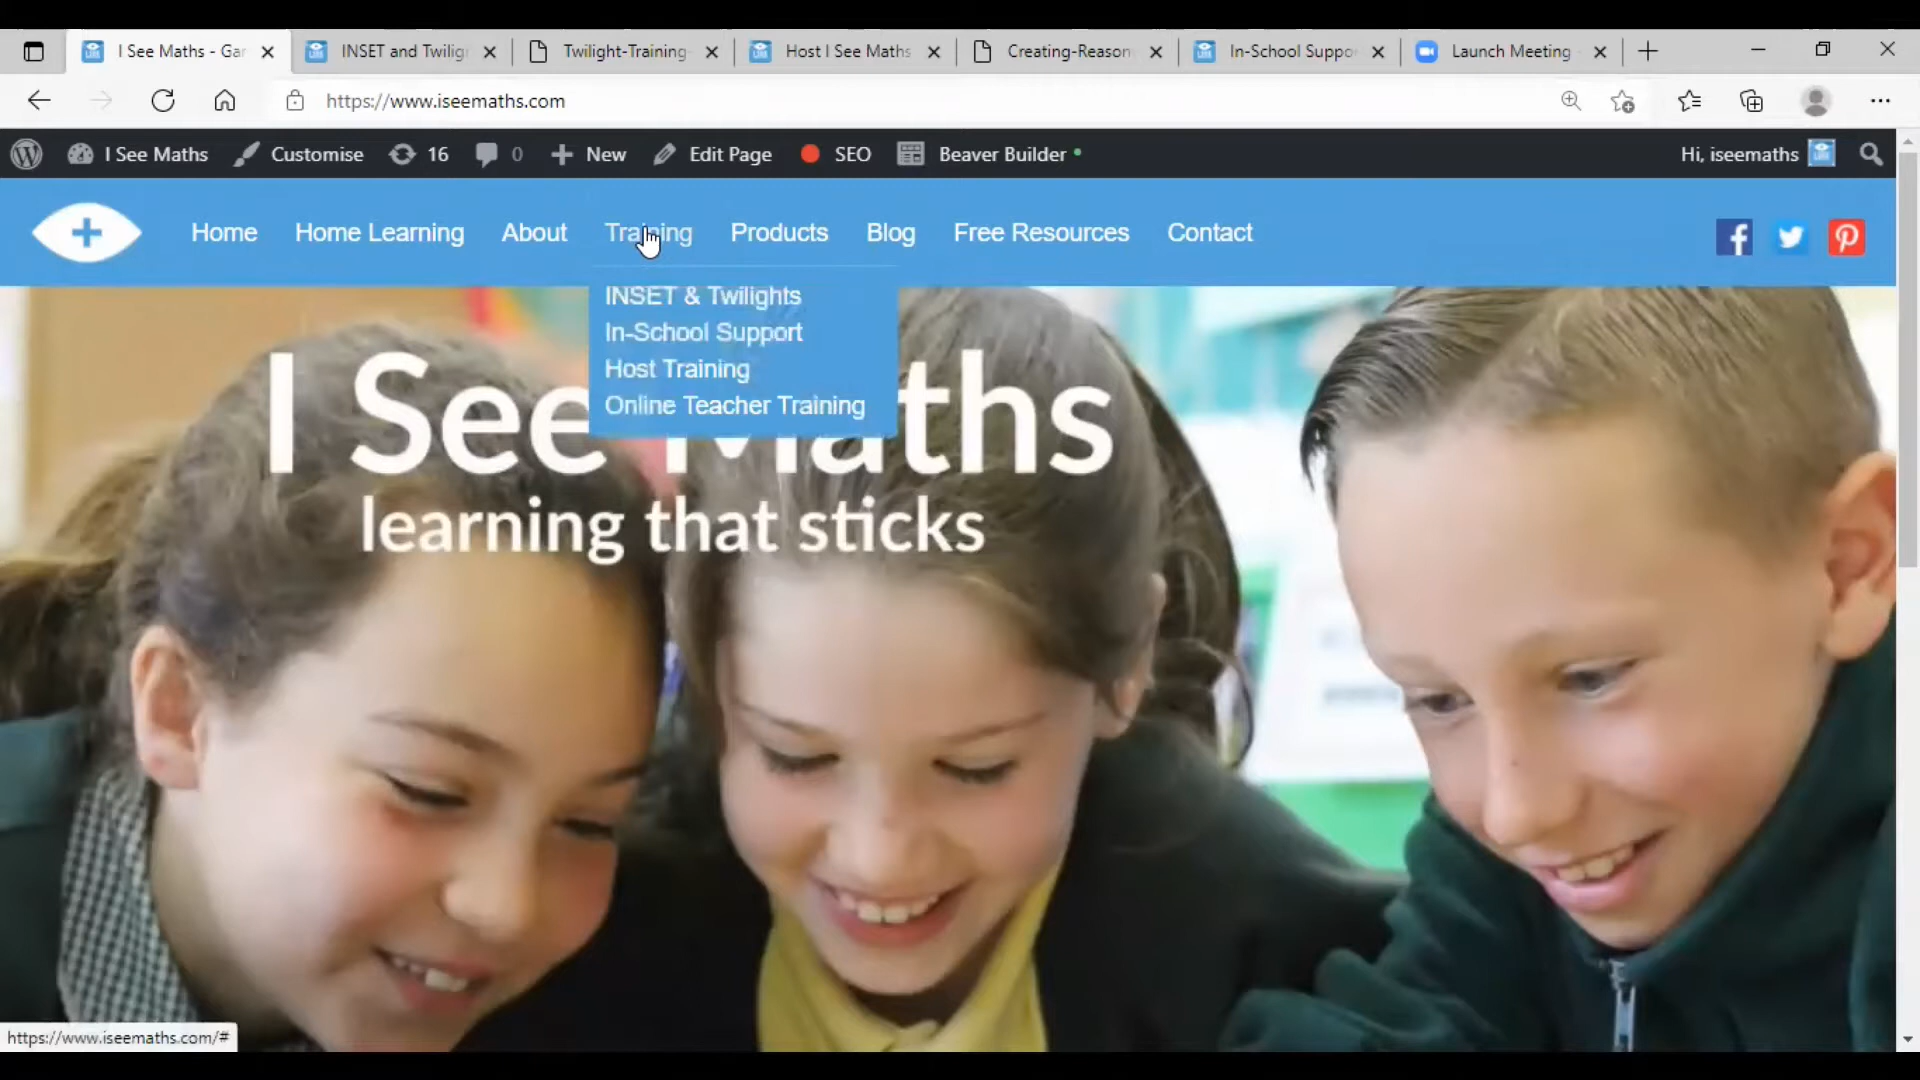 I See Maths - Gar
INSET and Twilig
Twilight-Training-
Host I See Maths
Creating-Reason
In-School Suppo
Launch Meeting -
https://www.iseemaths.com
I See Maths
Customise
16
0
New
Edit Page
SEO
Beaver Builder
Hi, iseemaths
Home
Home Learning
About
Training
Products
Blog
Free Resources
Contact
INSET & Twilights
In-School Support
Host Training
Online Teacher Training
I See Maths
learning that sticks
https://www.iseemaths.com/#